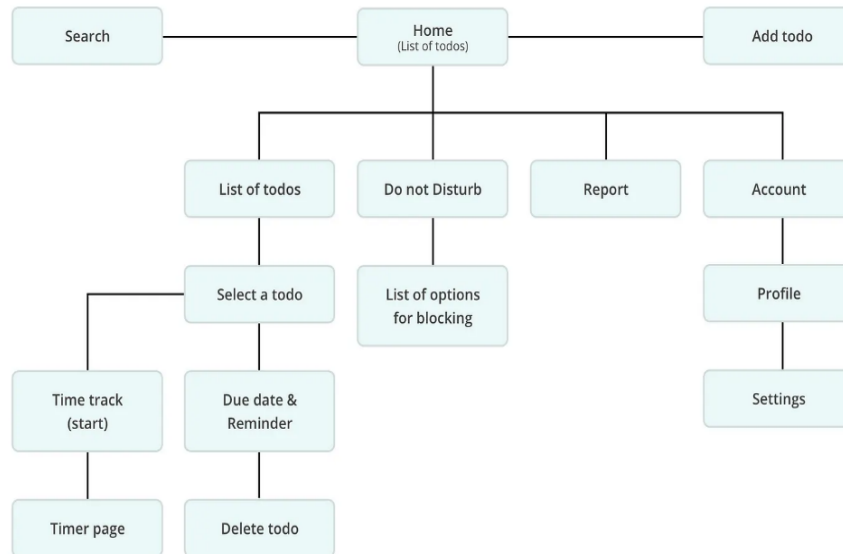 Search
Home
(List of todos)
Add todo
List of todos
Do not Disturb
Report
Account
Select a todo
List of options
for blocking
Profile
Time track
(start)
Due date &
Reminder
Settings
Timer page
Delete todo